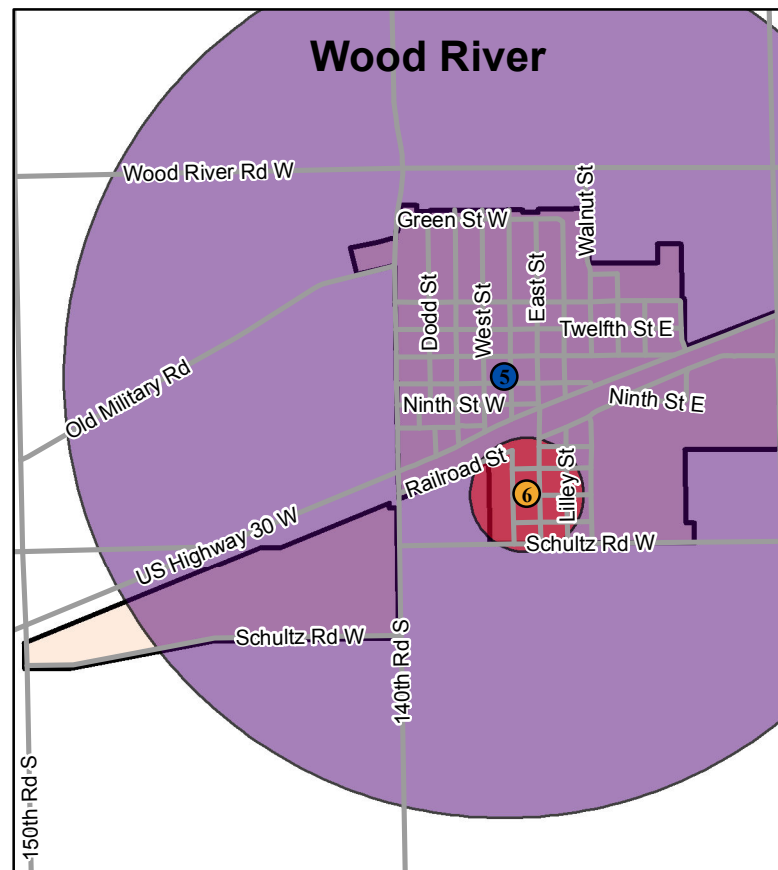 Wood River
Wood River Rd W
Walnut St
Green St W
Dodd St
West St
East St
Twelfth St E
Old Military Rd
5
Ninth St W
Ninth St E
Railroad St
6
Lilley St
US Highway 30 W
Schultz Rd W
Schultz Rd W
140th Rd S
150th Rd S